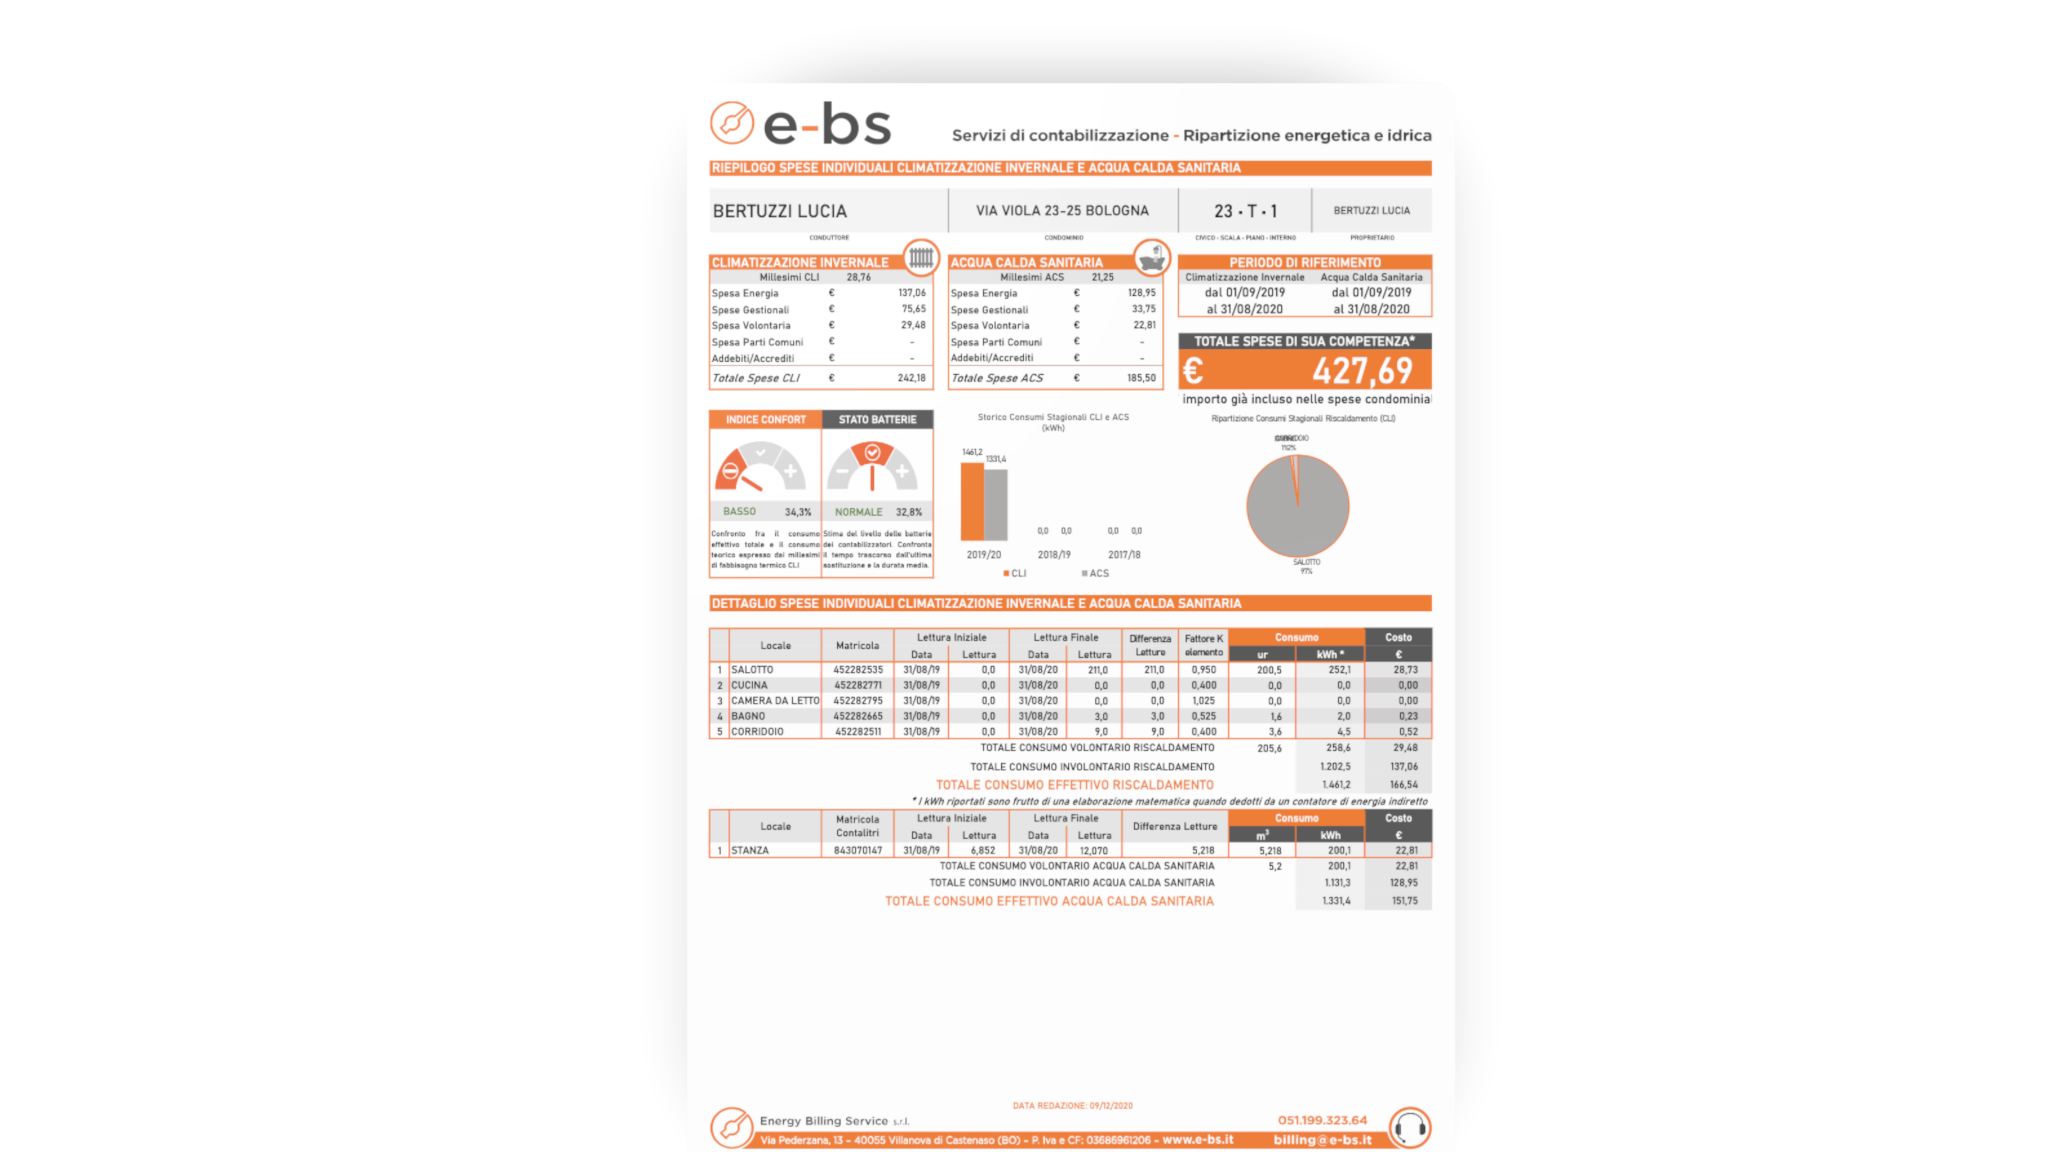 e-bs
Servizi di contabilizzazione - Ripartizione energetica e idrica
RIEPILOGO SPESE INDIVIDUALI CLIMATIZZAZIONE INVERNALE E ACQUA CALDA SANITARIA
BERTUZZI LUCIA VIA VIOLA 23-25 BOLOGNA 23 · T · 1 BERTUZZI LUCIA
CONDUTTORE CONDOMINIO CIVICO - SCALA - PIANO - INTERNO PROPRIETARIO
CLIMATIZZAZIONE INVERNALE
Millesimi CLI 28,76
Spesa Energia € 137,06
Spese Gestionali € 75,65
Spesa Volontaria € 29,48
Spesa Parti Comuni € -
Addebiti/Accrediti € -
Totale Spese CLI € 242,18
ACQUA CALDA SANITARIA
Millesimi ACS 21,25
Spesa Energia € 128,95
Spese Gestionali € 33,75
Spesa Volontaria € 22,81
Spesa Parti Comuni € -
Addebiti/Accrediti € -
Totale Spese ACS € 185,50
PERIODO DI RIFERIMENTO
Climatizzazione Invernale Acqua Calda Sanitaria
dal 01/09/2019 dal 01/09/2019
al 31/08/2020 al 31/08/2020
TOTALE SPESE DI SUA COMPETENZA*
€ 427,69
importo già incluso nelle spese condominia
INDICE CONFORT STATO BATTERIE
BASSO 34,3% NORMALE 32,8%
Confronto fra il consumo
effettivo totale e il consumo
teorico espresso dai millesimi
di fabbisogno termico CLI
Stima del livello delle batterie
dei contabilizzatori. Confronta
il tempo trascorso dall'ultima
sostituzione e la durata media.
Storico Consumi Stagionali CLI e ACS
(kWh)
1461,2 1331,4
0,0 0,0 0,0 0,0
2019/20 2018/19 2017/18
CLI ACS
Ripartizione Consumi Stagionali Riscaldamento (CLI)
SALOTTO
97%
DETTAGLIO SPESE INDIVIDUALI CLIMATIZZAZIONE INVERNALE E ACQUA CALDA SANITARIA
Locale Matricola Lettura Iniziale Lettura Finale Differenza Letture Fattore K elemento Consumo Costo
Data Lettura Data Lettura ur kWh * €
1 SALOTTO 452282535 31/08/19 0,0 31/08/20 211,0 211,0 0,950 200,5 252,1 28,73
2 CUCINA 452282771 31/08/19 0,0 31/08/20 0,0 0,0 0,400 0,0 0,0 0,00
3 CAMERA DA LETTO 452282795 31/08/19 0,0 31/08/20 0,0 0,0 1,025 0,0 0,0 0,00
4 BAGNO 452282665 31/08/19 0,0 31/08/20 3,0 3,0 0,525 1,6 2,0 0,23
5 CORRIDOIO 452282511 31/08/19 0,0 31/08/20 9,0 9,0 0,400 3,6 4,5 0,52
TOTALE CONSUMO VOLONTARIO RISCALDAMENTO 205,6 258,6 29,48
TOTALE CONSUMO INVOLONTARIO RISCALDAMENTO 1.202,5 137,06
TOTALE CONSUMO EFFETTIVO RISCALDAMENTO 1.461,2 166,54
* I kWh riportati sono frutto di una elaborazione matematica quando dedotti da un contatore di energia indiretto
Locale Matricola Contalitri Lettura Iniziale Lettura Finale Differenza Letture Consumo Costo
Data Lettura Data Lettura m³ kWh €
1 STANZA 843070147 31/08/19 6,852 31/08/20 12,070 5,218 5,218 200,1 22,81
TOTALE CONSUMO VOLONTARIO ACQUA CALDA SANITARIA 5,2 200,1 22,81
TOTALE CONSUMO INVOLONTARIO ACQUA CALDA SANITARIA 1.131,3 128,95
TOTALE CONSUMO EFFETTIVO ACQUA CALDA SANITARIA 1.331,4 151,75
DATA REDAZIONE: 09/12/2020
Energy Billing Service s.r.l. 051.199.323.64
Via Pederzana, 13 - 40055 Villanova di Castenaso (BO) - P. Iva e CF: 03686961206 - www.e-bs.it billing@e-bs.it